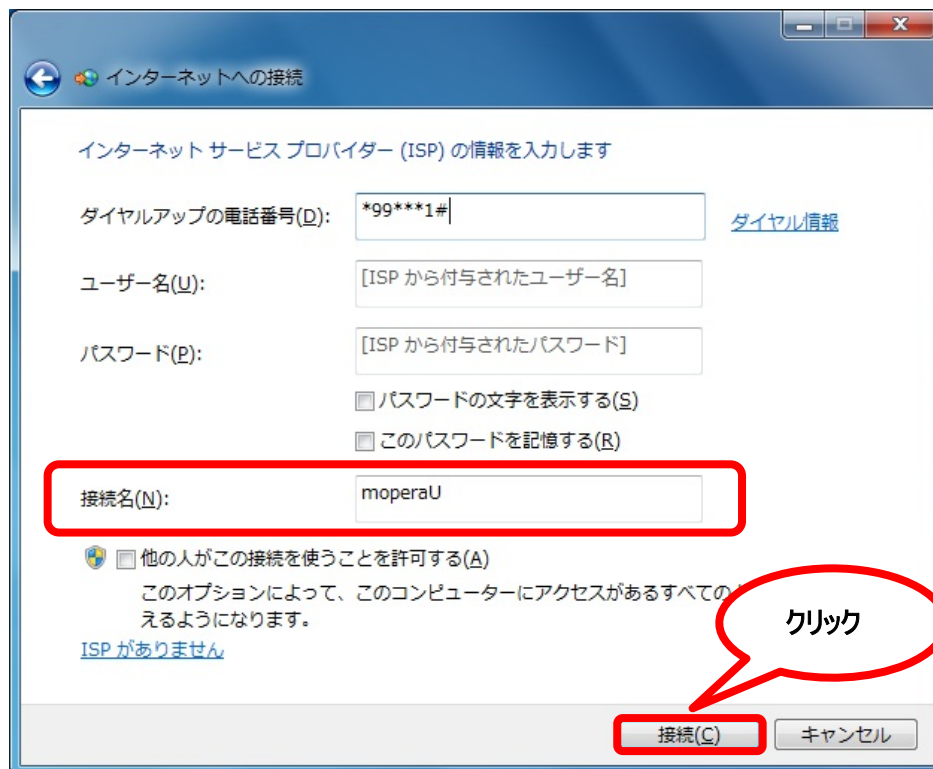 インターネットへの接続
インターネット サービス プロバイダー (ISP) の情報を入力します
ダイヤルアップの電話番号(D): *99***1# ダイヤル情報
ユーザー名(U): [ISP から付与されたユーザー名]
パスワード(P): [ISP から付与されたパスワード]
パスワードの文字を表示する(S)
このパスワードを記憶する(R)
接続名(N): moperaU
他の人がこの接続を使うことを許可する(A)
このオプションによって、このコンピューターにアクセスがあるすべての
えるようになります。
ISP がありません
クリック
接続(C) キャンセル